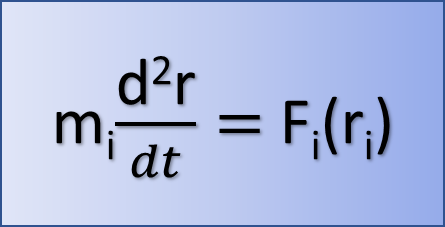 mᵢ d²r/dt = Fᵢ(rᵢ)